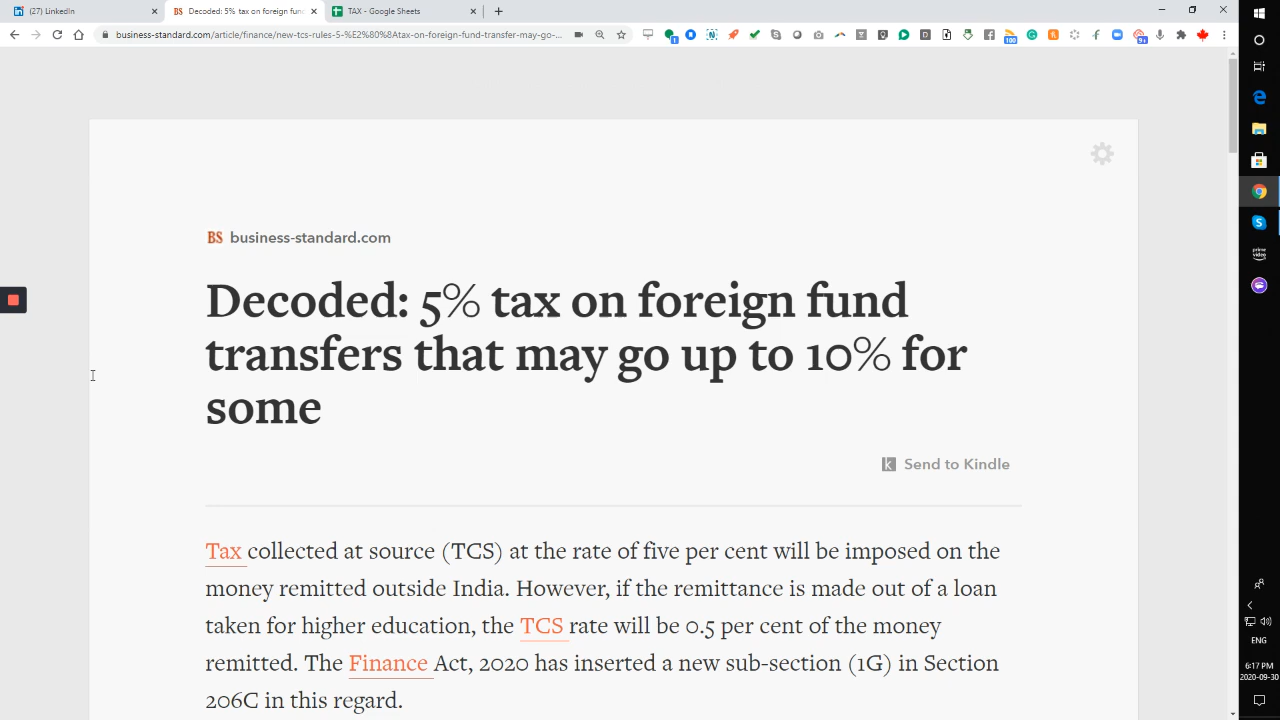 (27) LinkedIn
Decoded: 5% tax on foreign func
TAX - Google Sheets
business-standard.com/article/finance/new-tcs-rules-5-%E2%80%8Atax-on-foreign-fund-transfer-may-go-...
BS business-standard.com
Decoded: 5% tax on foreign fund
transfers that may go up to 10% for
some
Send to Kindle
Tax collected at source (TCS) at the rate of five per cent will be imposed on the
money remitted outside India. However, if the remittance is made out of a loan
taken for higher education, the TCS rate will be 0.5 per cent of the money
remitted. The Finance Act, 2020 has inserted a new sub-section (1G) in Section
206C in this regard.
prime video
ENG
6:17 PM
2020-09-30